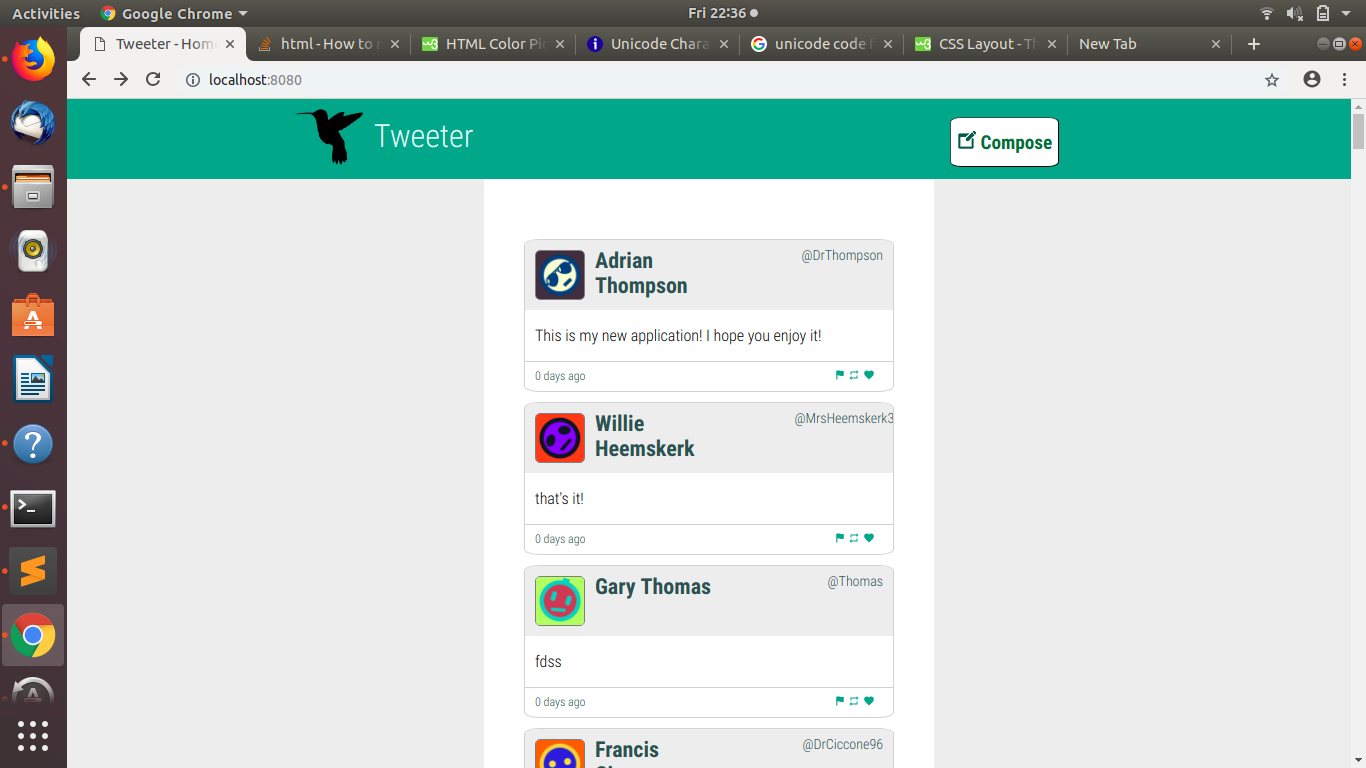 Activities Google Chrome Fri 22:36
Tweeter - Hom html - How to r HTML Color Pic Unicode Chara unicode code f CSS Layout - Th New Tab
localhost:8080
Tweeter Compose
Adrian Thompson @DrThompson
This is my new application! I hope you enjoy it!
0 days ago
Willie Heemskerk @MrsHeemskerk3
that's it!
0 days ago
Gary Thomas @Thomas
fdss
0 days ago
Francis @DrCiccone96